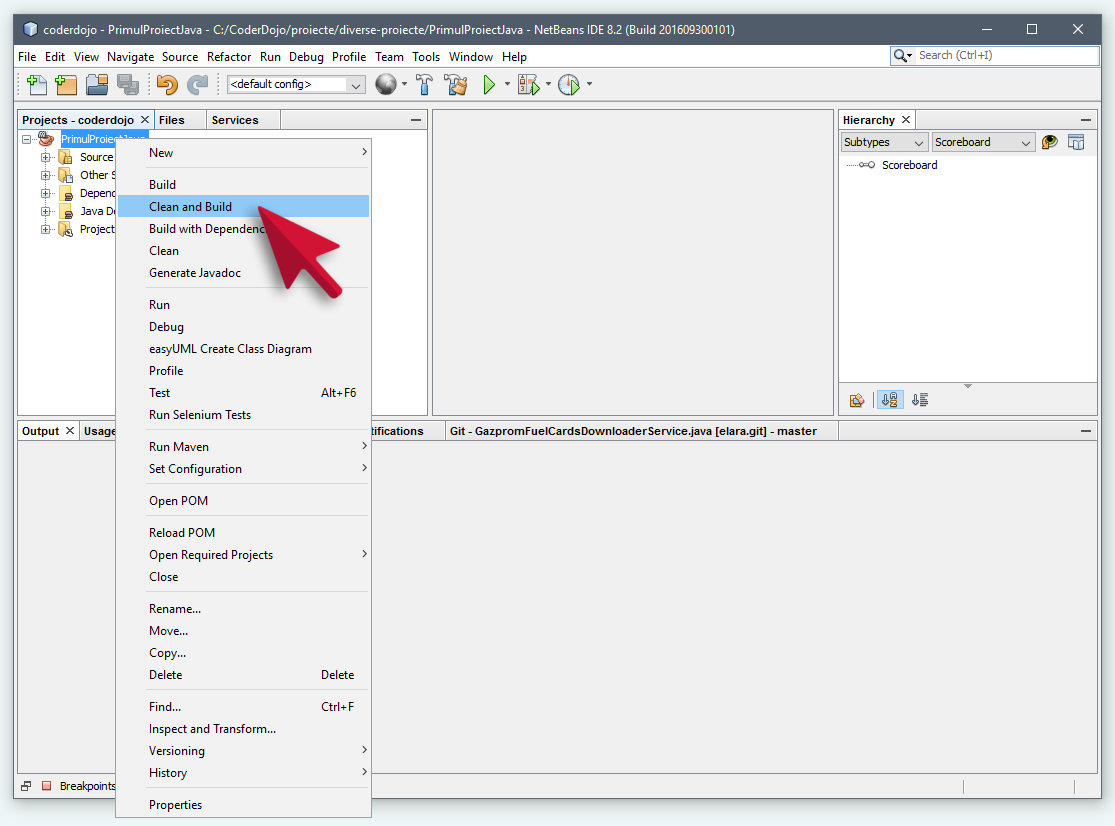 coderdojo - PrimulProiectJava - C:/CoderDojo/proiecte/diverse-proiecte/PrimulProiectJava - NetBeans IDE 8.2 (Build 201609300101)
File Edit View Navigate Source Refactor Run Debug Profile Team Tools Window Help
Search (Ctrl+I)
<default config>
Projects - coderdojo Files Services
PrimulProiectJava
Source
Other S
Depend
Java De
Project
New
Build
Clean and Build
Build with Dependenc
Clean
Generate Javadoc
Run
Debug
easyUML Create Class Diagram
Profile
Test Alt+F6
Run Selenium Tests
Run Maven
Set Configuration
Open POM
Reload POM
Open Required Projects
Close
Rename...
Move...
Copy...
Delete Delete
Find... Ctrl+F
Inspect and Transform...
Versioning
History
Properties
Hierarchy
Subtypes Scoreboard
Scoreboard
Output Usage tifications Git - GazpromFuelCardsDownloaderService.java [elara.git] - master
Breakpoints